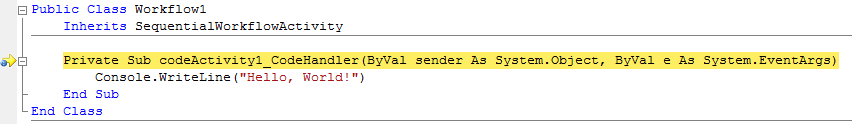 Public Class Workflow1
Inherits SequentialWorkflowActivity
Private Sub codeActivity1_CodeHandler(ByVal sender As System.Object, ByVal e As System.EventArgs)
Console.WriteLine("Hello, World!")
End Sub
End Class